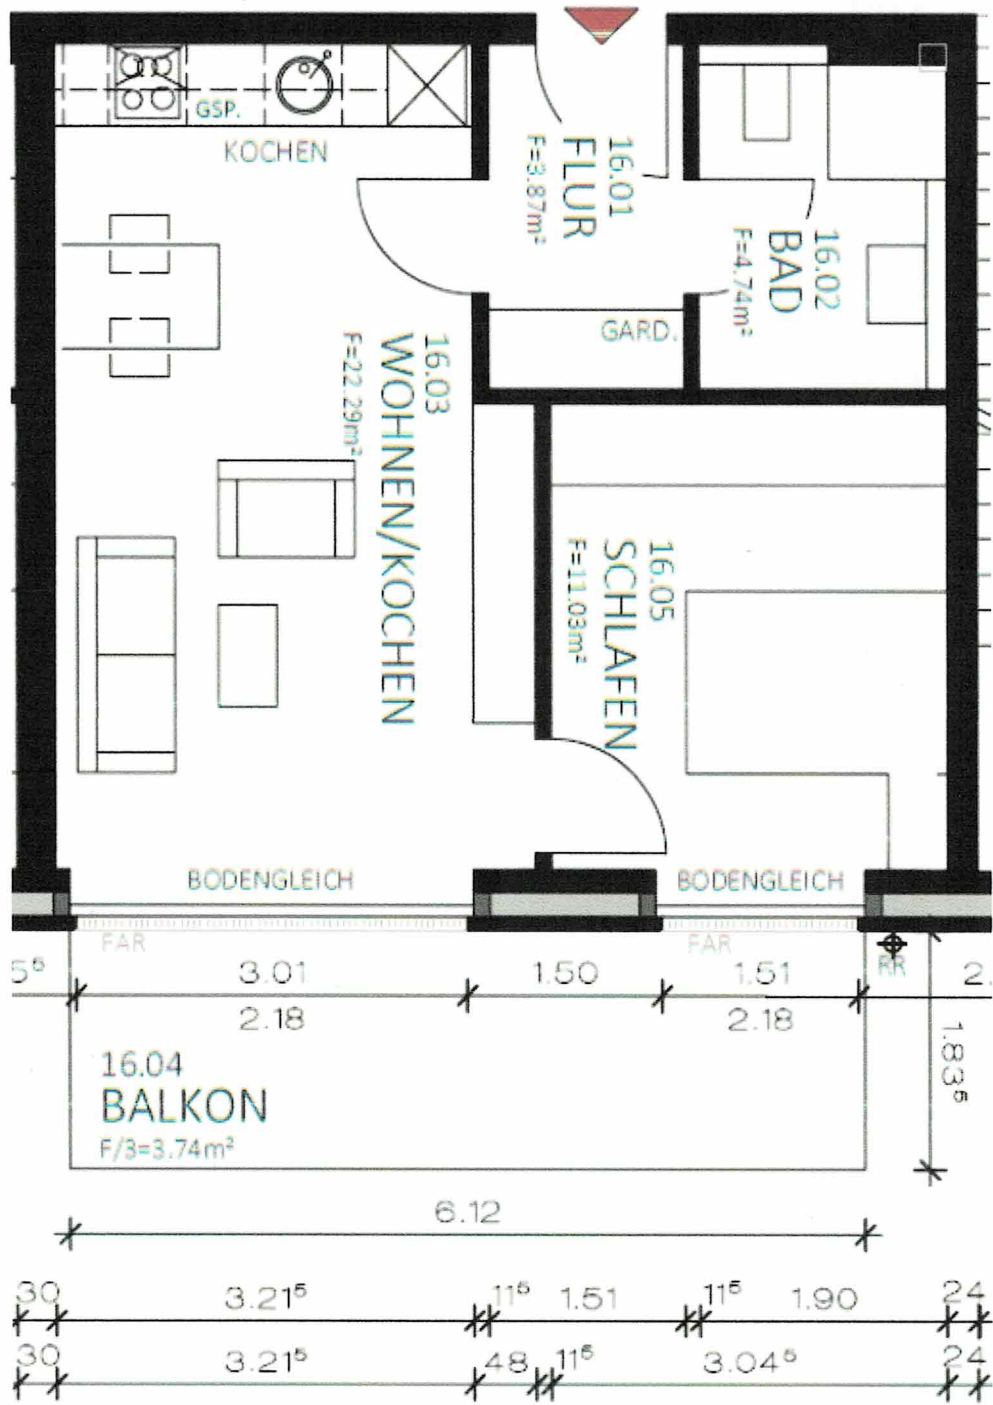 GSP.
KOCHEN
16.01
FLUR
F=3.87m²
16.02
BAD
F=4.74m²
GARD.
16.03
WOHNEN/KOCHEN
F=22.29m²
16.05
SCHLAFEN
F=11.03m²
BODENGLEICH
BODENGLEICH
FAR
FAR
RR
5⁵ 3.01 1.50 1.51 2.
2.18 2.18
1.83⁵
16.04
BALKON
F/3=3.74m²
6.12
30 3.21⁵ 11⁵ 1.51 11⁵ 1.90 24
30 3.21⁵ 48 11⁵ 3.04⁵ 24